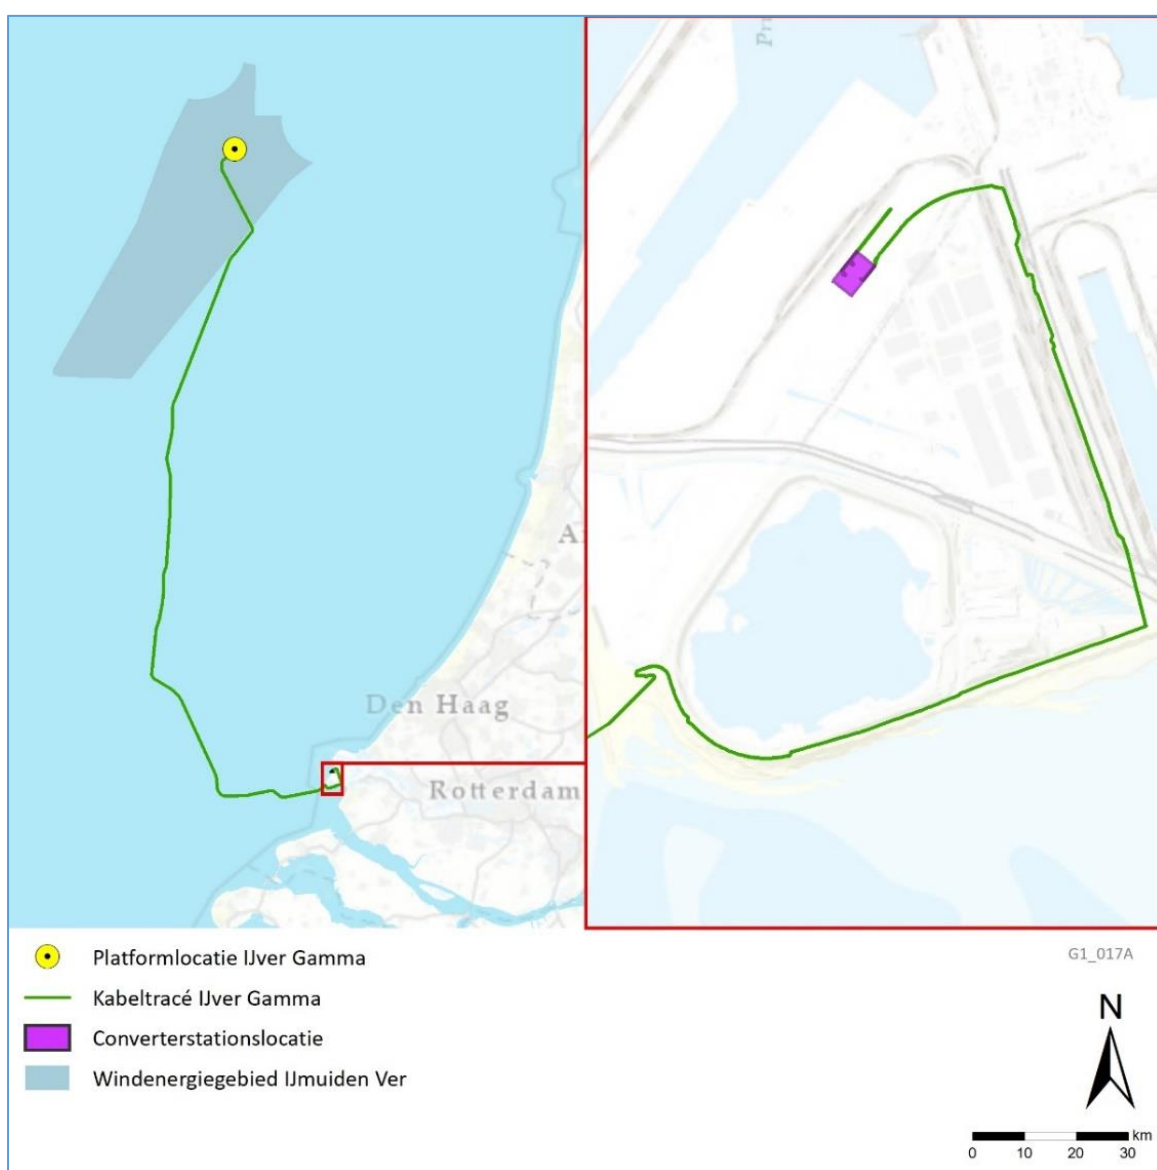 Pr
A
Den Haag
Rotterdam
Platformlocatie IJver Gamma
G1_017A
Kabeltracé IJver Gamma
N
Converterstationslocatie
Windenergiegebied IJmuiden Ver
km
0 10 20 30